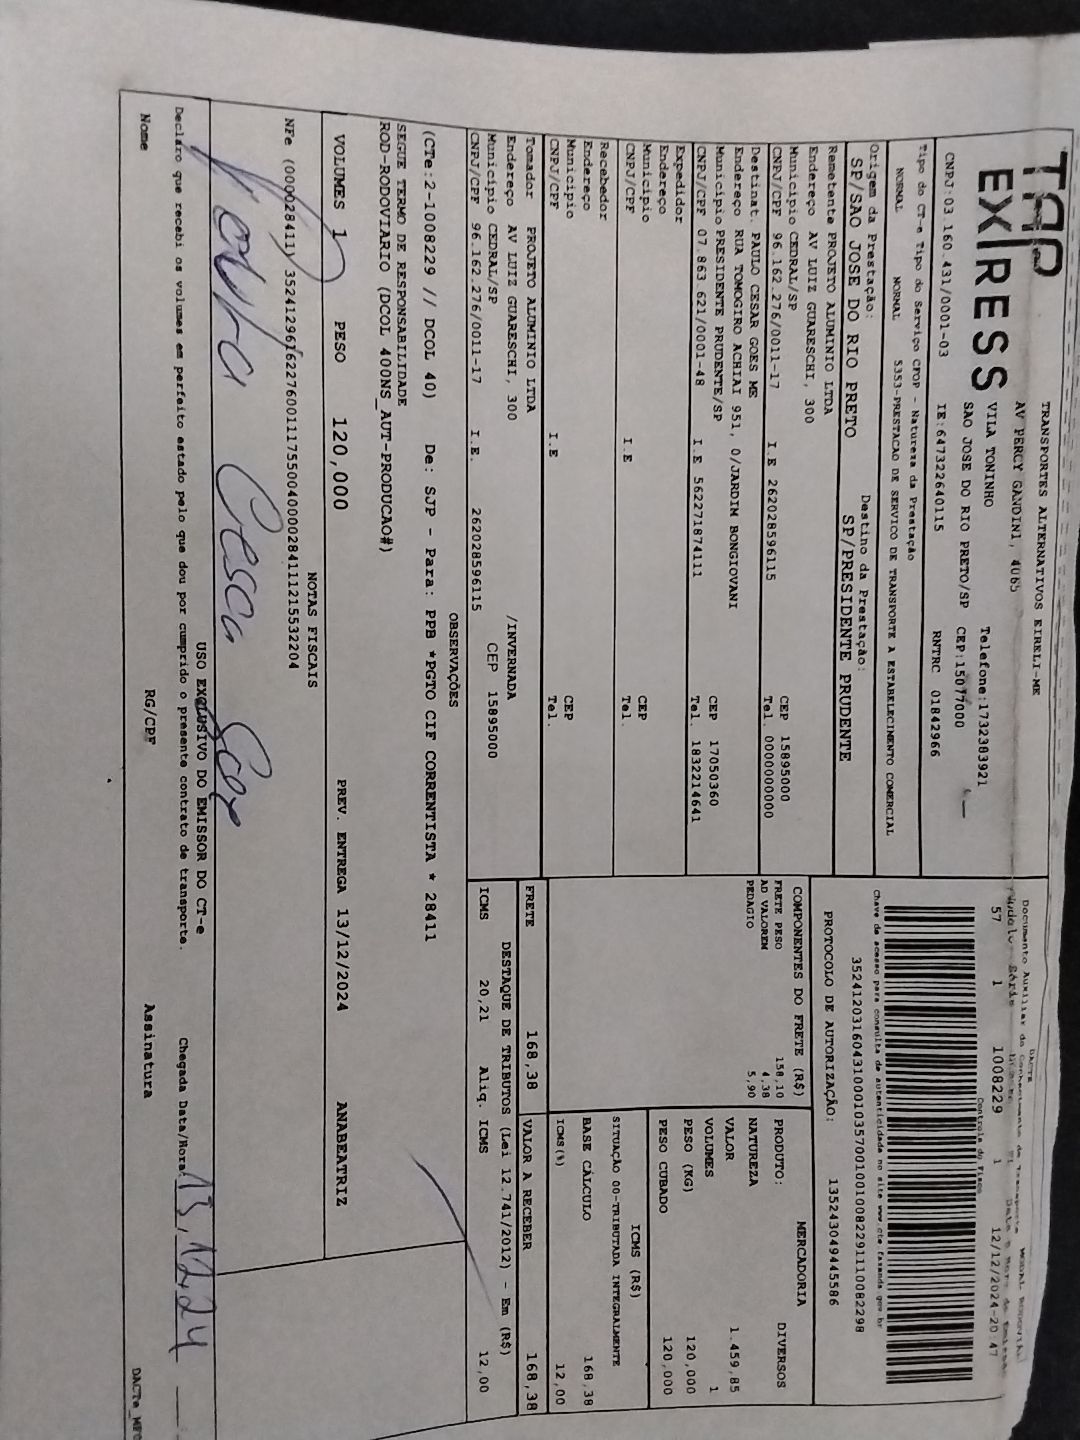 TAP
EX|RESS
TRANSPORTES ALTERNATIVOS EIRELI-ME
AV PERCY GANDINI, 4065
VILA TONINHO Telefone:1732383921
SAO JOSE DO RIO PRETO/SP CEP:15077000
CNPJ:03.160.431/0001-03 IE:647322640115 RNTRC 01842966
DACTE
Documento Auxiliar do Conhecimento de Transporte
Controle do Fisco
57 1 1008229 1 12/12/2024-20:47
Tipo do CT-e Tipo do Serviço CFOP - Natureza da Prestação
NORMAL NORMAL 5353-PRESTACAO DE SERVICO DE TRANSPORTE A ESTABELECIMENTO COMERCIAL
Chave de acesso para consulta de autenticidade no site www.cte.fazenda.gov.br
35241203160431000103570010010082291110082298
PROTOCOLO DE AUTORIZAÇÃO: 135243049445586
Origem da Prestação: Destino da Prestação:
SP/SAO JOSE DO RIO PRETO SP/PRESIDENTE PRUDENTE
Remetente PROJETO ALUMINIO LTDA
Endereço AV LUIZ GUARESCHI, 300
Município CEDRAL/SP CEP 15895000
CNPJ/CPF 96.162.276/0011-17 I.E 262028596115 Tel. 00000000000
Destinat. PAULO CESAR GOES ME
Endereço RUA TOMOGIRO ACHIAI 951, 0/JARDIM BONGIOVANI
Município PRESIDENTE PRUDENTE/SP CEP 17050360
CNPJ/CPF 07.863.621/0001-48 I.E 562271874111 Tel. 1832214641
Expedidor
Endereço
Município CEP
CNPJ/CPF I.E Tel.
Recebedor
Endereço
Município CEP
CNPJ/CPF I.E Tel.
Tomador PROJETO ALUMINIO LTDA
Endereço AV LUIZ GUARESCHI, 300 /INVERNADA
Município CEDRAL/SP CEP 15895000
CNPJ/CPF 96.162.276/0011-17 I.E. 262028596115
COMPONENTES DO FRETE (R$)
FRETE PESO 158,10
AD VALOREM 4,38
PEDAGIO 5,90
MERCADORIA
PRODUTO: DIVERSOS
NATUREZA
VALOR 1.459,85
VOLUMES 1
PESO (KG) 120,000
PESO CUBADO 120,000
ICMS (R$)
SITUAÇÃO 00-TRIBUTADA INTEGRALMENTE
BASE CÁLCULO 168,38
ICMS(%) 12,00
FRETE 168,38 VALOR A RECEBER 168,38
DESTAQUE DE TRIBUTOS (Lei 12.741/2012) - Em (R$)
ICMS 20,21 Aliq. ICMS 12,00
OBSERVAÇÕES
(CTe:2-1008229 // DCOL 40) De: SJP - Para: PPB *PGTO CIF CORRENTISTA * 28411
SEGUE TERMO DE RESPONSABILIDADE
ROD-RODOVIARIO (DCOL 400NS_AUT-PRODUCAO#)
VOLUMES 1 PESO 120,000 PREV. ENTREGA 13/12/2024 ANABEATRIZ
NOTAS FISCAIS
NFe (000028411)
USO EXCLUSIVO DO EMISSOR DO CT-e
Declaro que recebi os volumes em perfeito estado pelo que dou por cumprido o presente contrato de transporte. Chegada Data/Hora: 13.12.24
Nome RG/CPF Assinatura